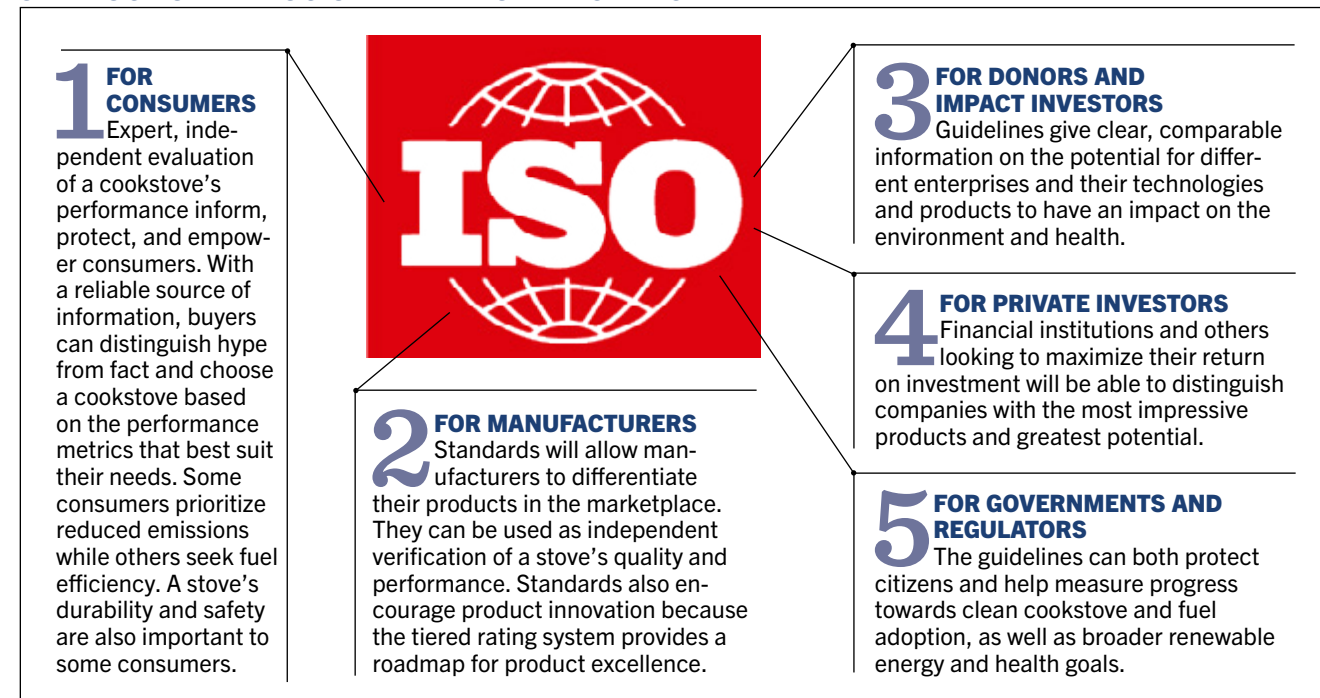 1 FOR
CONSUMERS
Expert, inde-
pendent evaluation
of a cookstove's
performance inform,
protect, and empow-
er consumers. With
a reliable source of
information, buyers
can distinguish hype
from fact and choose
a cookstove based
on the performance
metrics that best suit
their needs. Some
consumers prioritize
reduced emissions
while others seek fuel
efficiency. A stove's
durability and safety
are also important to
some consumers.
ISO
2 FOR MANUFACTURERS
Standards will allow man-
ufacturers to differentiate
their products in the marketplace.
They can be used as independent
verification of a stove's quality and
performance. Standards also en-
courage product innovation because
the tiered rating system provides a
roadmap for product excellence.
3 FOR DONORS AND
IMPACT INVESTORS
Guidelines give clear, comparable
information on the potential for differ-
ent enterprises and their technologies
and products to have an impact on the
environment and health.
4 FOR PRIVATE INVESTORS
Financial institutions and others
looking to maximize their return
on investment will be able to distinguish
companies with the most impressive
products and greatest potential.
5 FOR GOVERNMENTS AND
REGULATORS
The guidelines can both protect
citizens and help measure progress
towards clean cookstove and fuel
adoption, as well as broader renewable
energy and health goals.